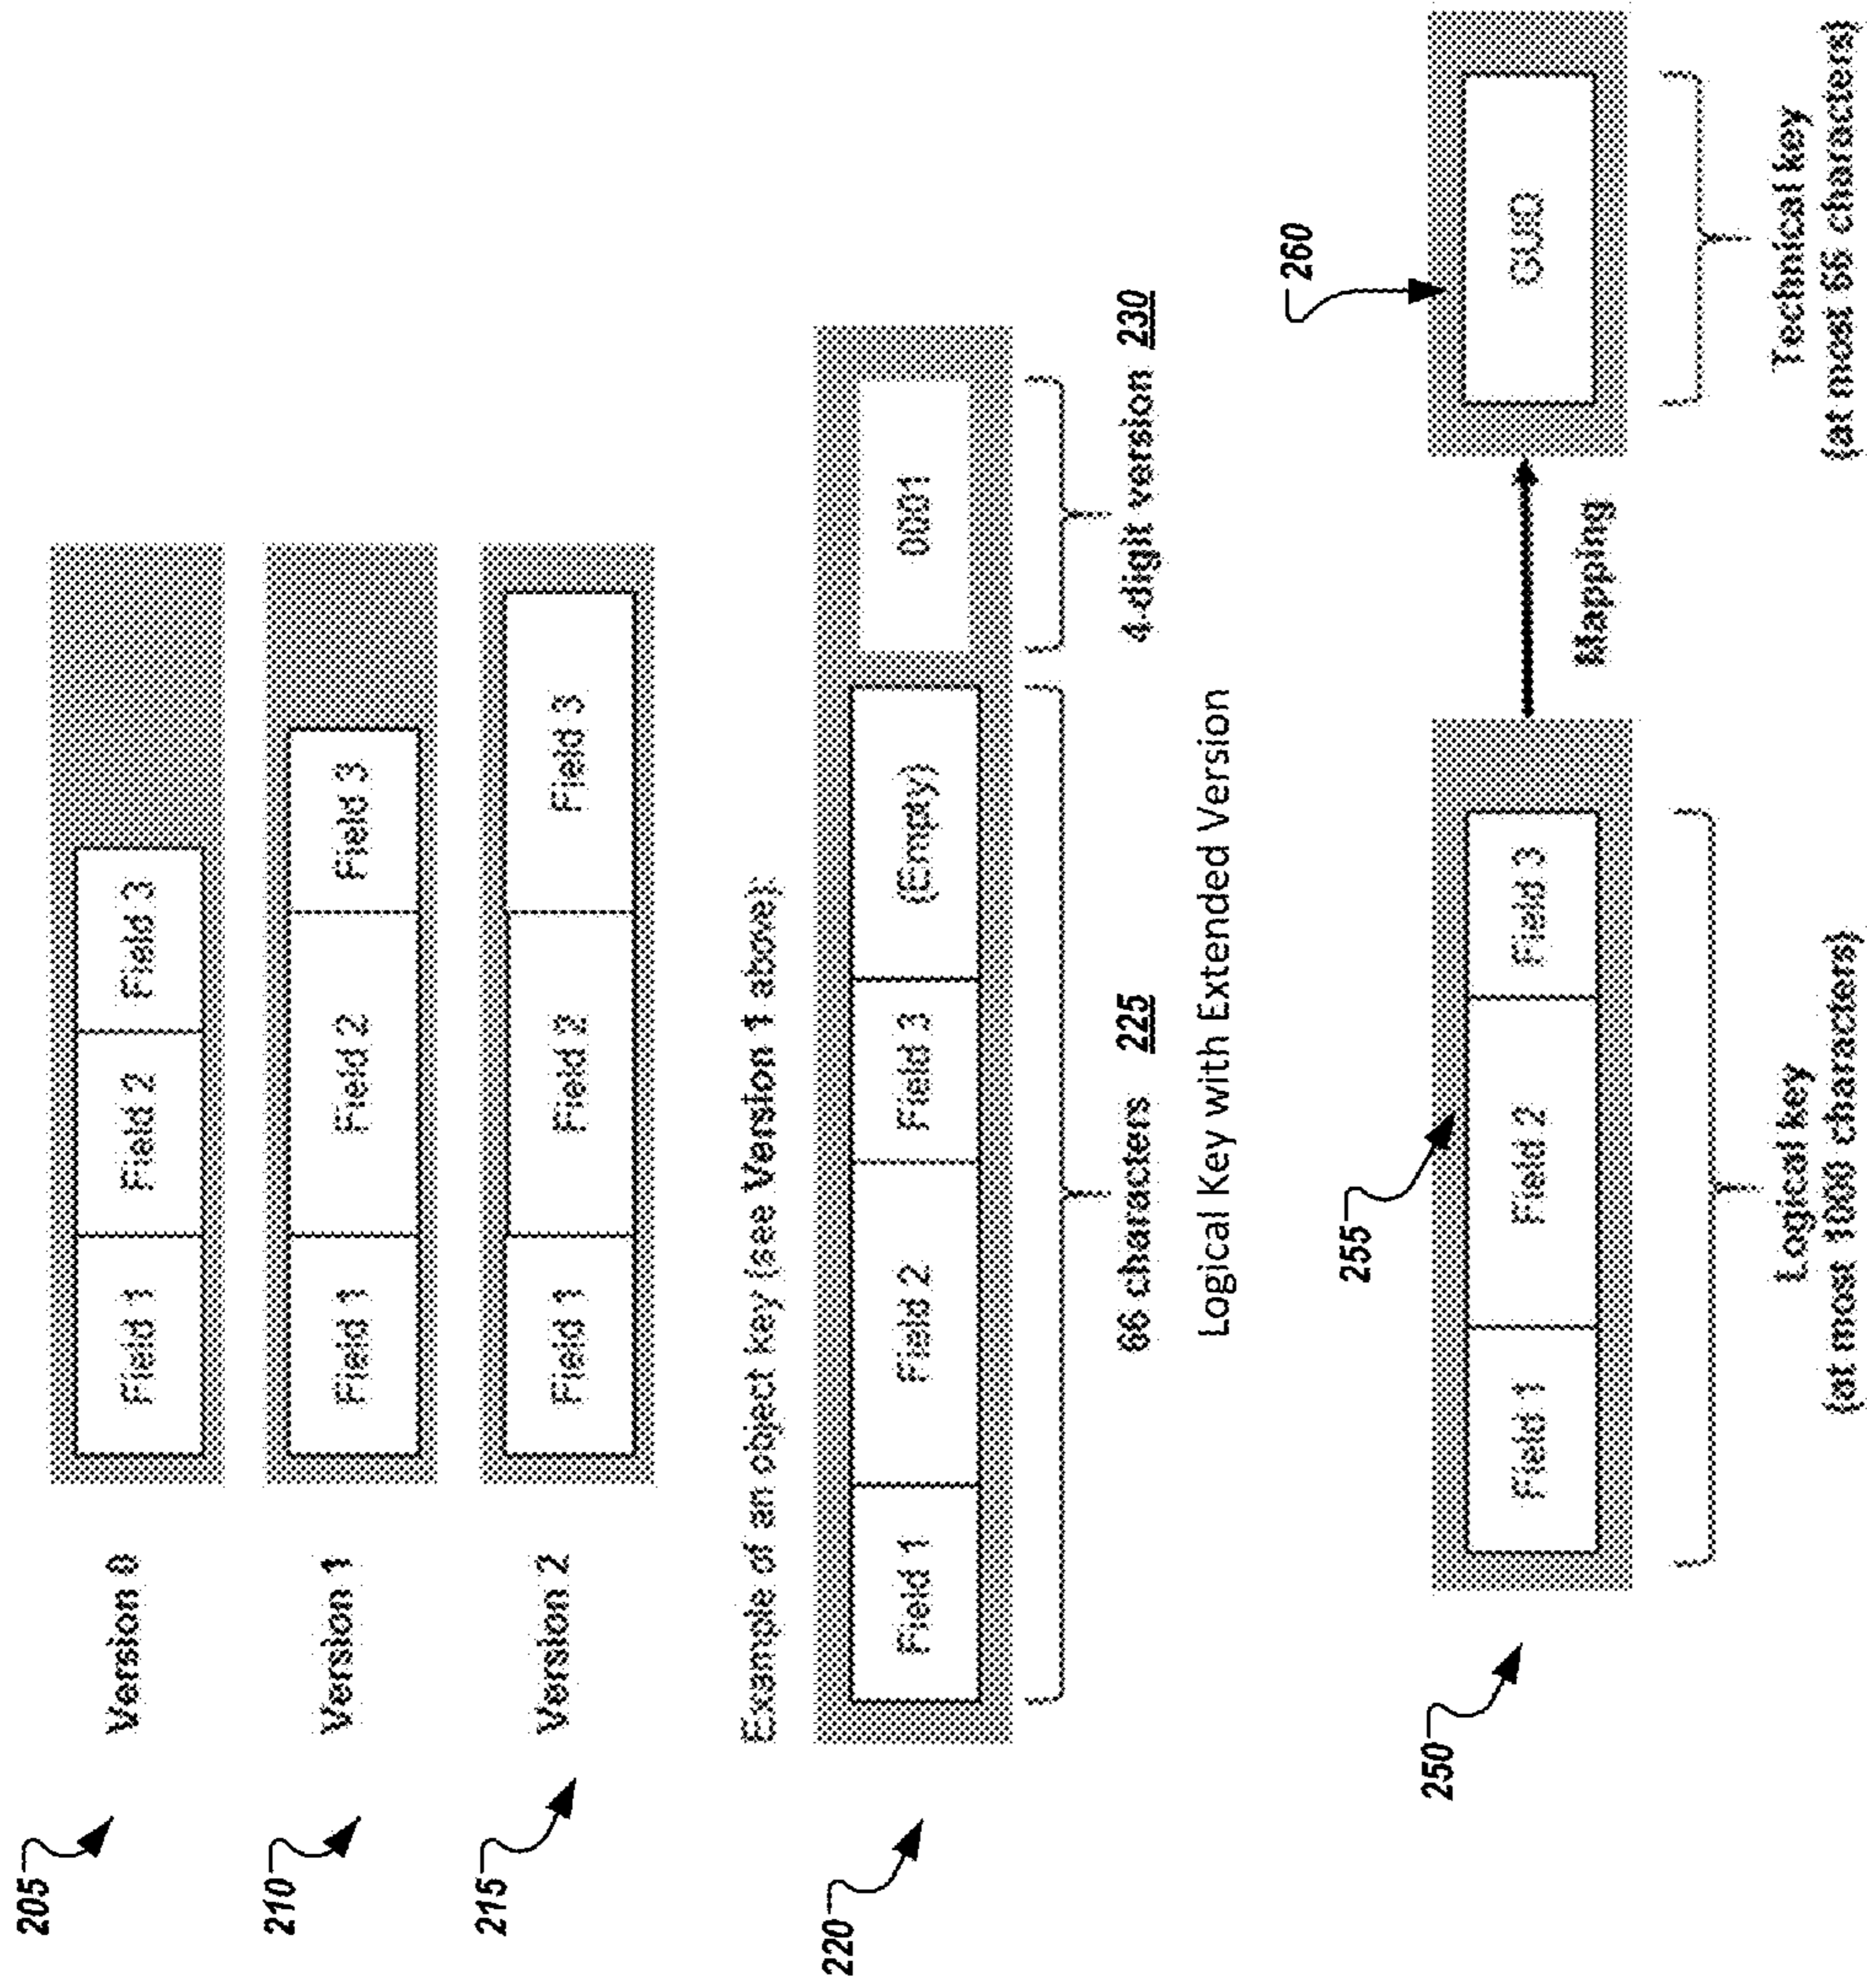 205
Version 0
Field 1 Field 2 Field 3
210
Version 1
Field 1 Field 2 Field 3
215
Version 2
Field 1 Field 2 Field 3
Example of an object key (see Version 1 above):
220
Field 1 Field 2 Field 3 (Empty) 0001
66 characters 225 4-digit version 230
Logical Key with Extended Version
255
260
250
Field 1 Field 2 Field 3
GUID
Mapping
Logical key
(at most 1000 characters)
Technical key
(at most 66 characters)